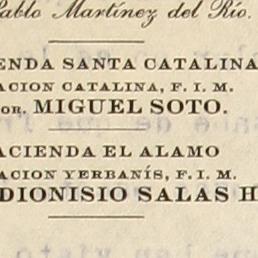 Pablo Martínez del Río.
ENDA SANTA CATALINA
ACION CATALINA, F. I. M.
OR. MIGUEL SOTO.
ACIENDA EL ALAMO
ACION YERBANÍS, F. I. M.
DIONISIO SALAS H